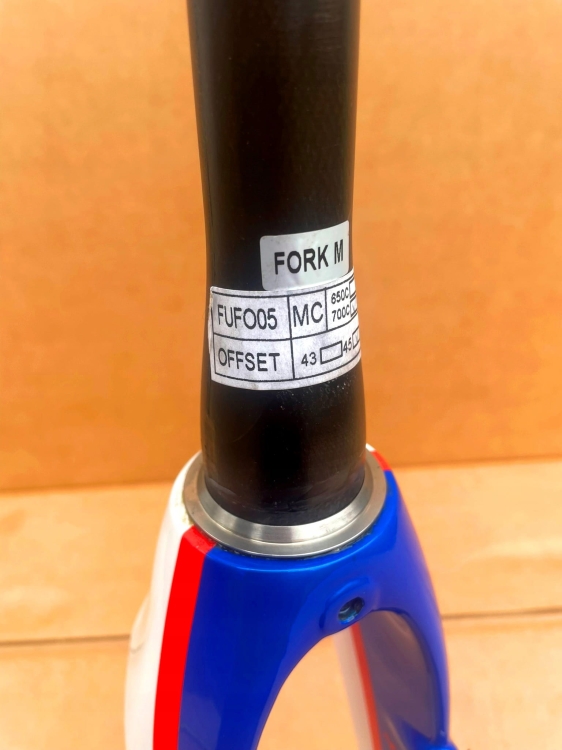 FORK M
FUFO05 MC 650C
700C
OFFSET 43 45